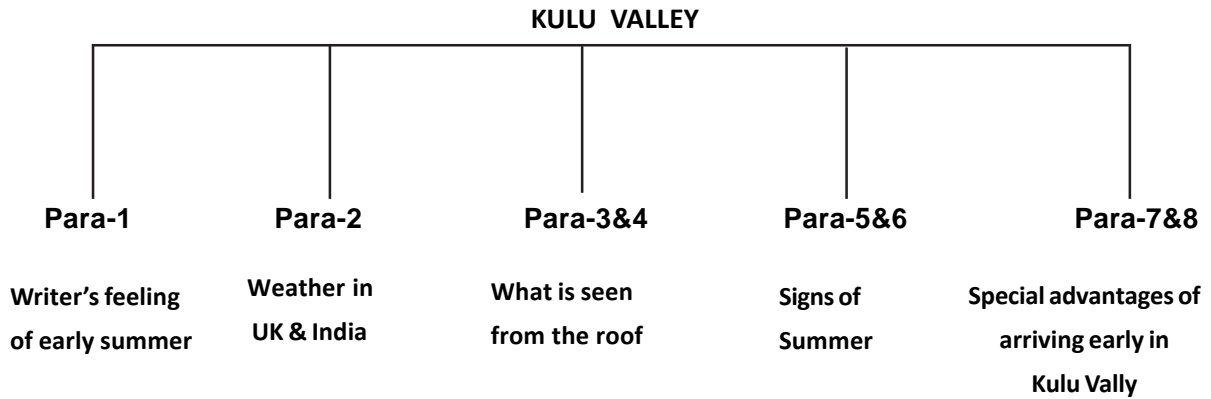 KULU VALLEY
Para-1
Para-2
Para-3&4
Para-5&6
Para-7&8
Writer's feeling
of early summer
Weather in
UK & India
What is seen
from the roof
Signs of
Summer
Special advantages of
arriving early in
Kulu Vally